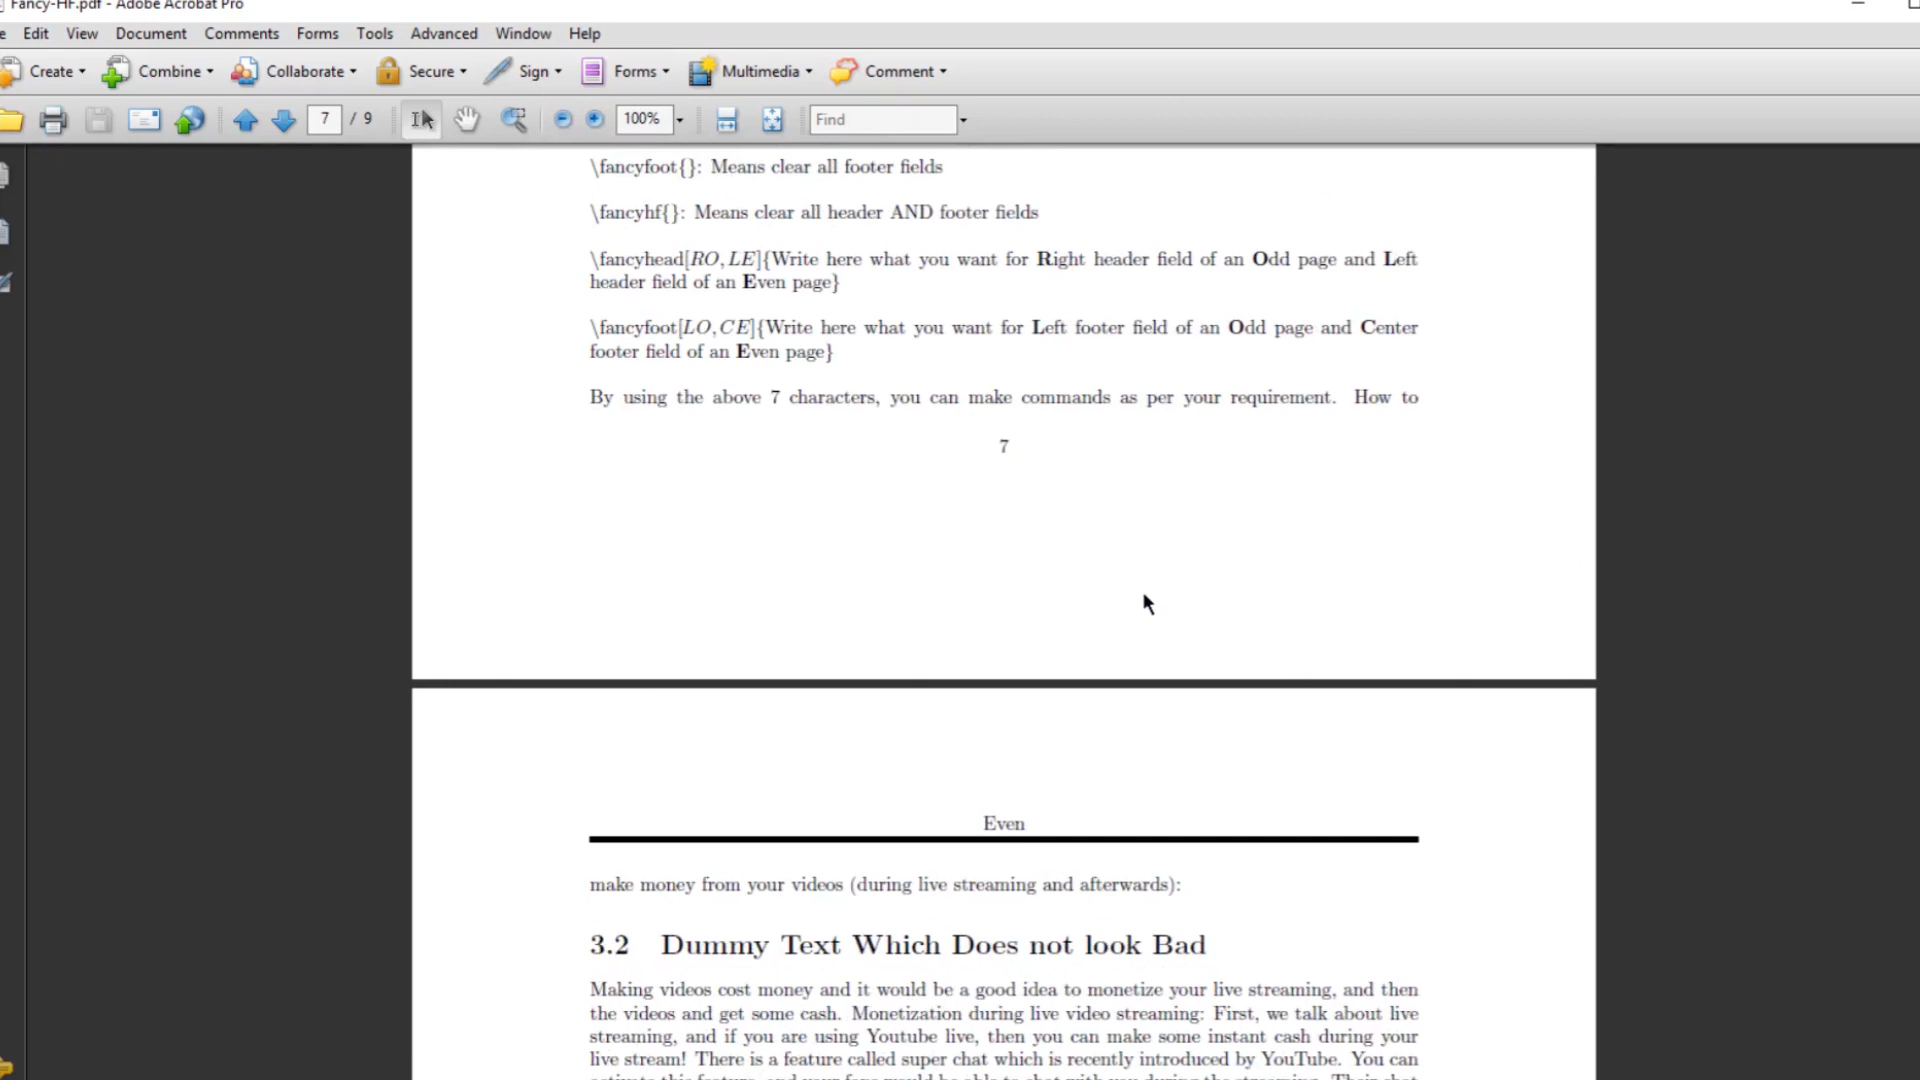 Fancy-HF.pdf - Adobe Acrobat Pro
Edit View Document Comments Forms Tools Advanced Window Help
Create Combine Collaborate Secure Sign Forms Multimedia Comment
7 / 9 100% Find
\fancyfoot{}: Means clear all footer fields
\fancyhf{}: Means clear all header AND footer fields
\fancyhead[RO, LE]{Write here what you want for Right header field of an Odd page and Left
header field of an Even page}
\fancyfoot[LO, CE]{Write here what you want for Left footer field of an Odd page and Center
footer field of an Even page}
By using the above 7 characters, you can make commands as per your requirement. How to
7
Even
make money from your videos (during live streaming and afterwards):
3.2 Dummy Text Which Does not look Bad
Making videos cost money and it would be a good idea to monetize your live streaming, and then
the videos and get some cash. Monetization during live video streaming: First, we talk about live
streaming, and if you are using Youtube live, then you can make some instant cash during your
live stream! There is a feature called super chat which is recently introduced by YouTube. You can